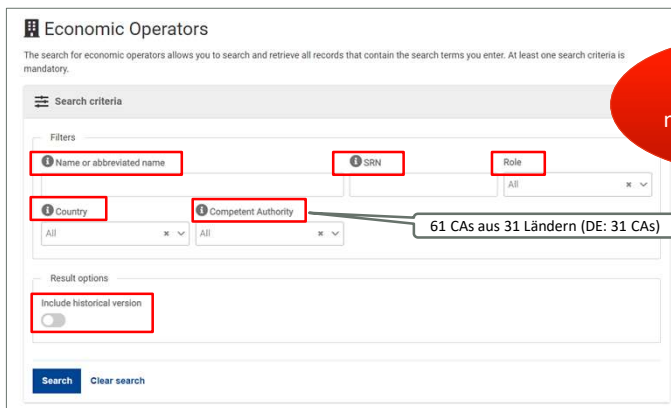 Economic Operators
The search for economic operators allows you to search and retrieve all records that contain the search terms you enter. At least one search criteria is
mandatory.
Search criteria
Filters
Name or abbreviated name
SRN
Role
All
Country
Competent Authority
All
All
61 CAs aus 31 Ländern (DE: 31 CAs)
Result options
Include historical version
Search Clear search